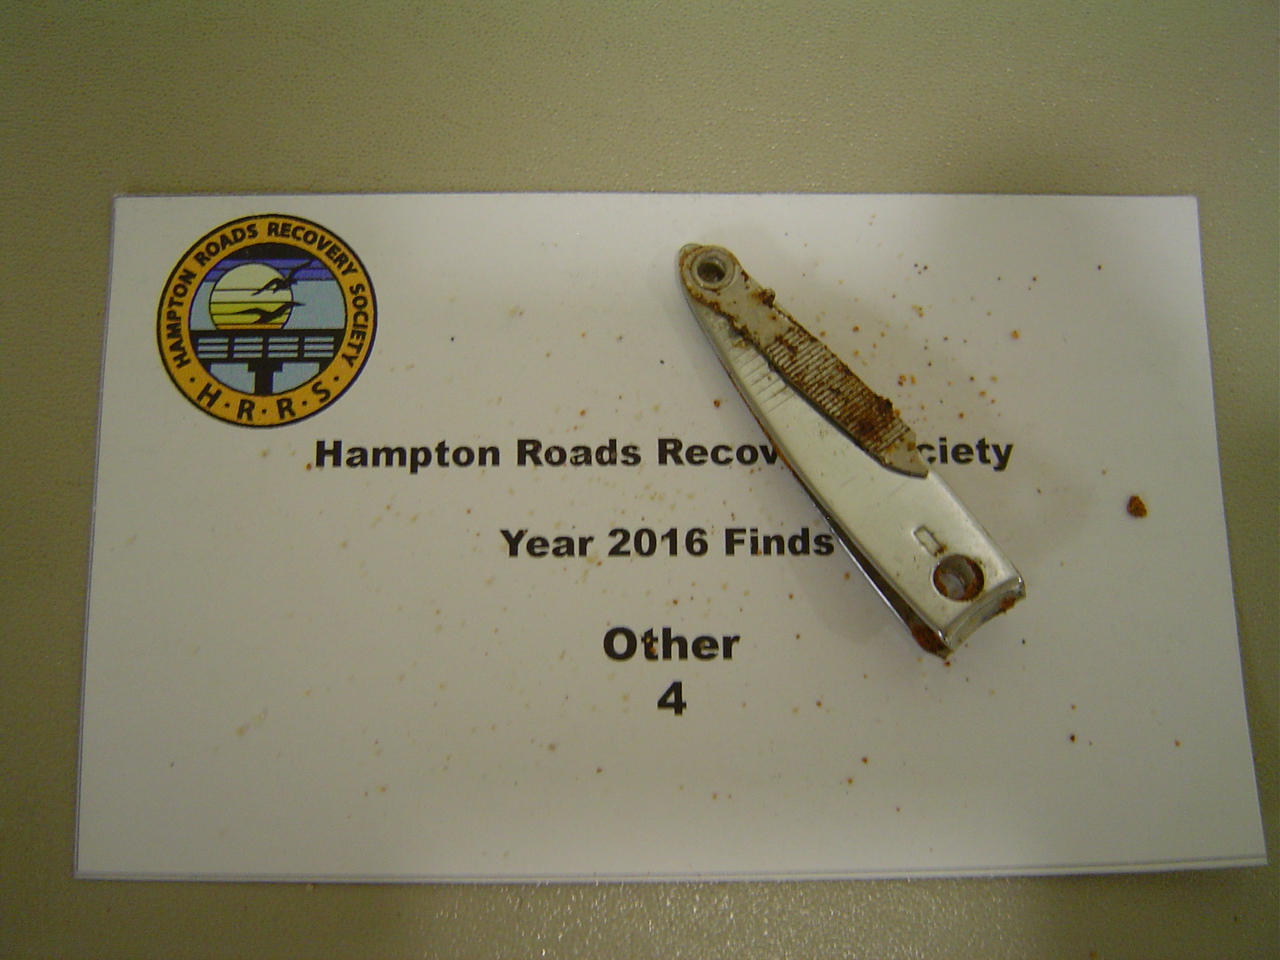 HAMPTON ROADS RECOVERY SOCIETY
· H · R · R · S ·
Hampton Roads Recov ciety
Year 2016 Finds
Other
4